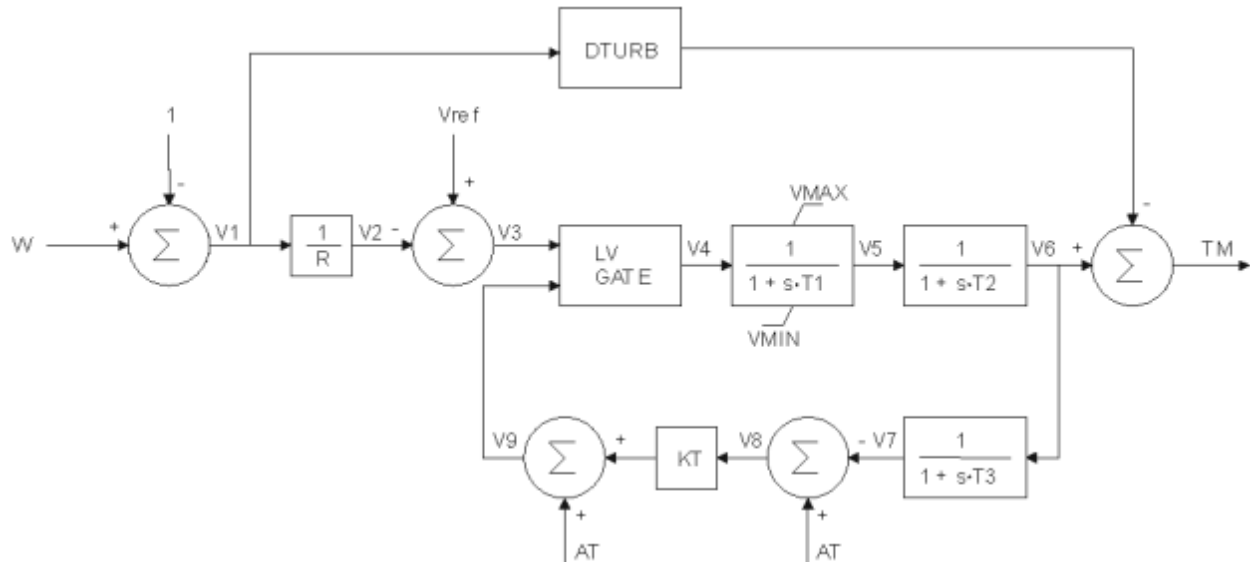 DTURB
1
Vref
-
+
VMAX
-
W
+
Σ
V1
1
R
V2
-
Σ
V3
LV
GATE
V4
1
1 + s·T1
V5
1
1 + s·T2
V6
+
Σ
TM
VMIN
V9
Σ
+
KT
V8
Σ
-
V7
1
1 + s·T3
+
AT
+
AT